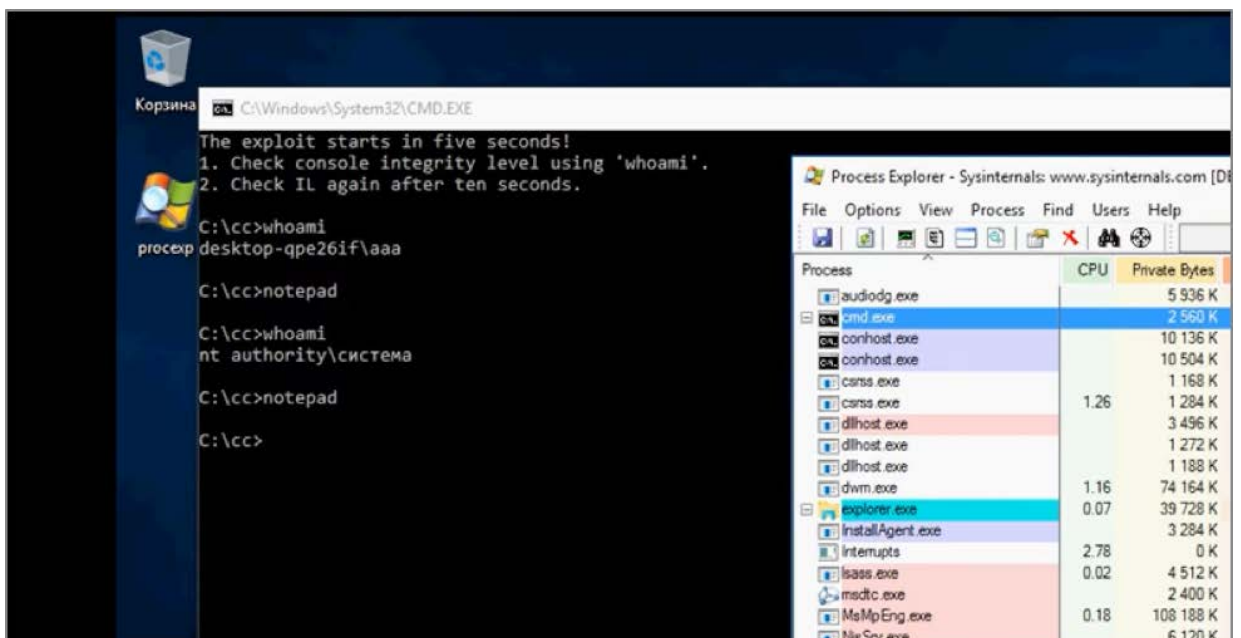 Корзина
C:\Windows\System32\CMD.EXE
The exploit starts in five seconds!
1. Check console integrity level using 'whoami'.
2. Check IL again after ten seconds.
C:\cc>whoami
procexp
desktop-qpe26if\aaa
C:\cc>notepad
C:\cc>whoami
nt authority\система
C:\cc>notepad
C:\cc>
Process Explorer - Sysinternals: www.sysinternals.com [DE
File Options View Process Find Users Help
Process CPU Private Bytes
audiodg.exe 5 936 K
cmd.exe 2 560 K
conhost.exe 10 136 K
conhost.exe 10 504 K
csrss.exe 1 168 K
csrss.exe 1.26 1 284 K
dllhost.exe 3 496 K
dllhost.exe 1 272 K
dllhost.exe 1 188 K
dwm.exe 1.16 74 164 K
explorer.exe 0.07 39 728 K
InstallAgent.exe 3 284 K
Interrupts 2.78 0 K
lsass.exe 0.02 4 512 K
msdtc.exe 2 400 K
MsMpEng.exe 0.18 108 188 K
NisSrv.exe 6 120 K